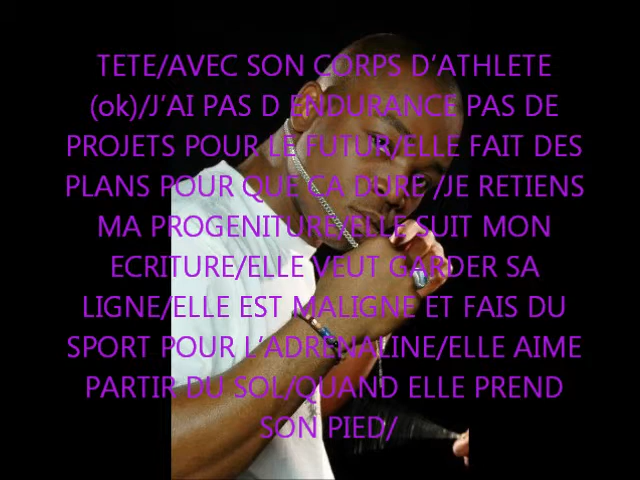 TETE/AVEC SON CORPS D'ATHLETE
(ok)/J'AI PAS D ENDURANCE PAS DE
PROJETS POUR LE FUTUR/ELLE FAIT DES
PLANS POUR QUE CA DURE /JE RETIENS
MA PROGENITURE/ELLE SUIT MON
ECRITURE/ELLE VEUT GARDER SA
LIGNE/ELLE EST MALIGNE ET FAIS DU
SPORT POUR L'ADRENALINE/ELLE AIME
PARTIR DU SOL/QUAND ELLE PREND
SON PIED/